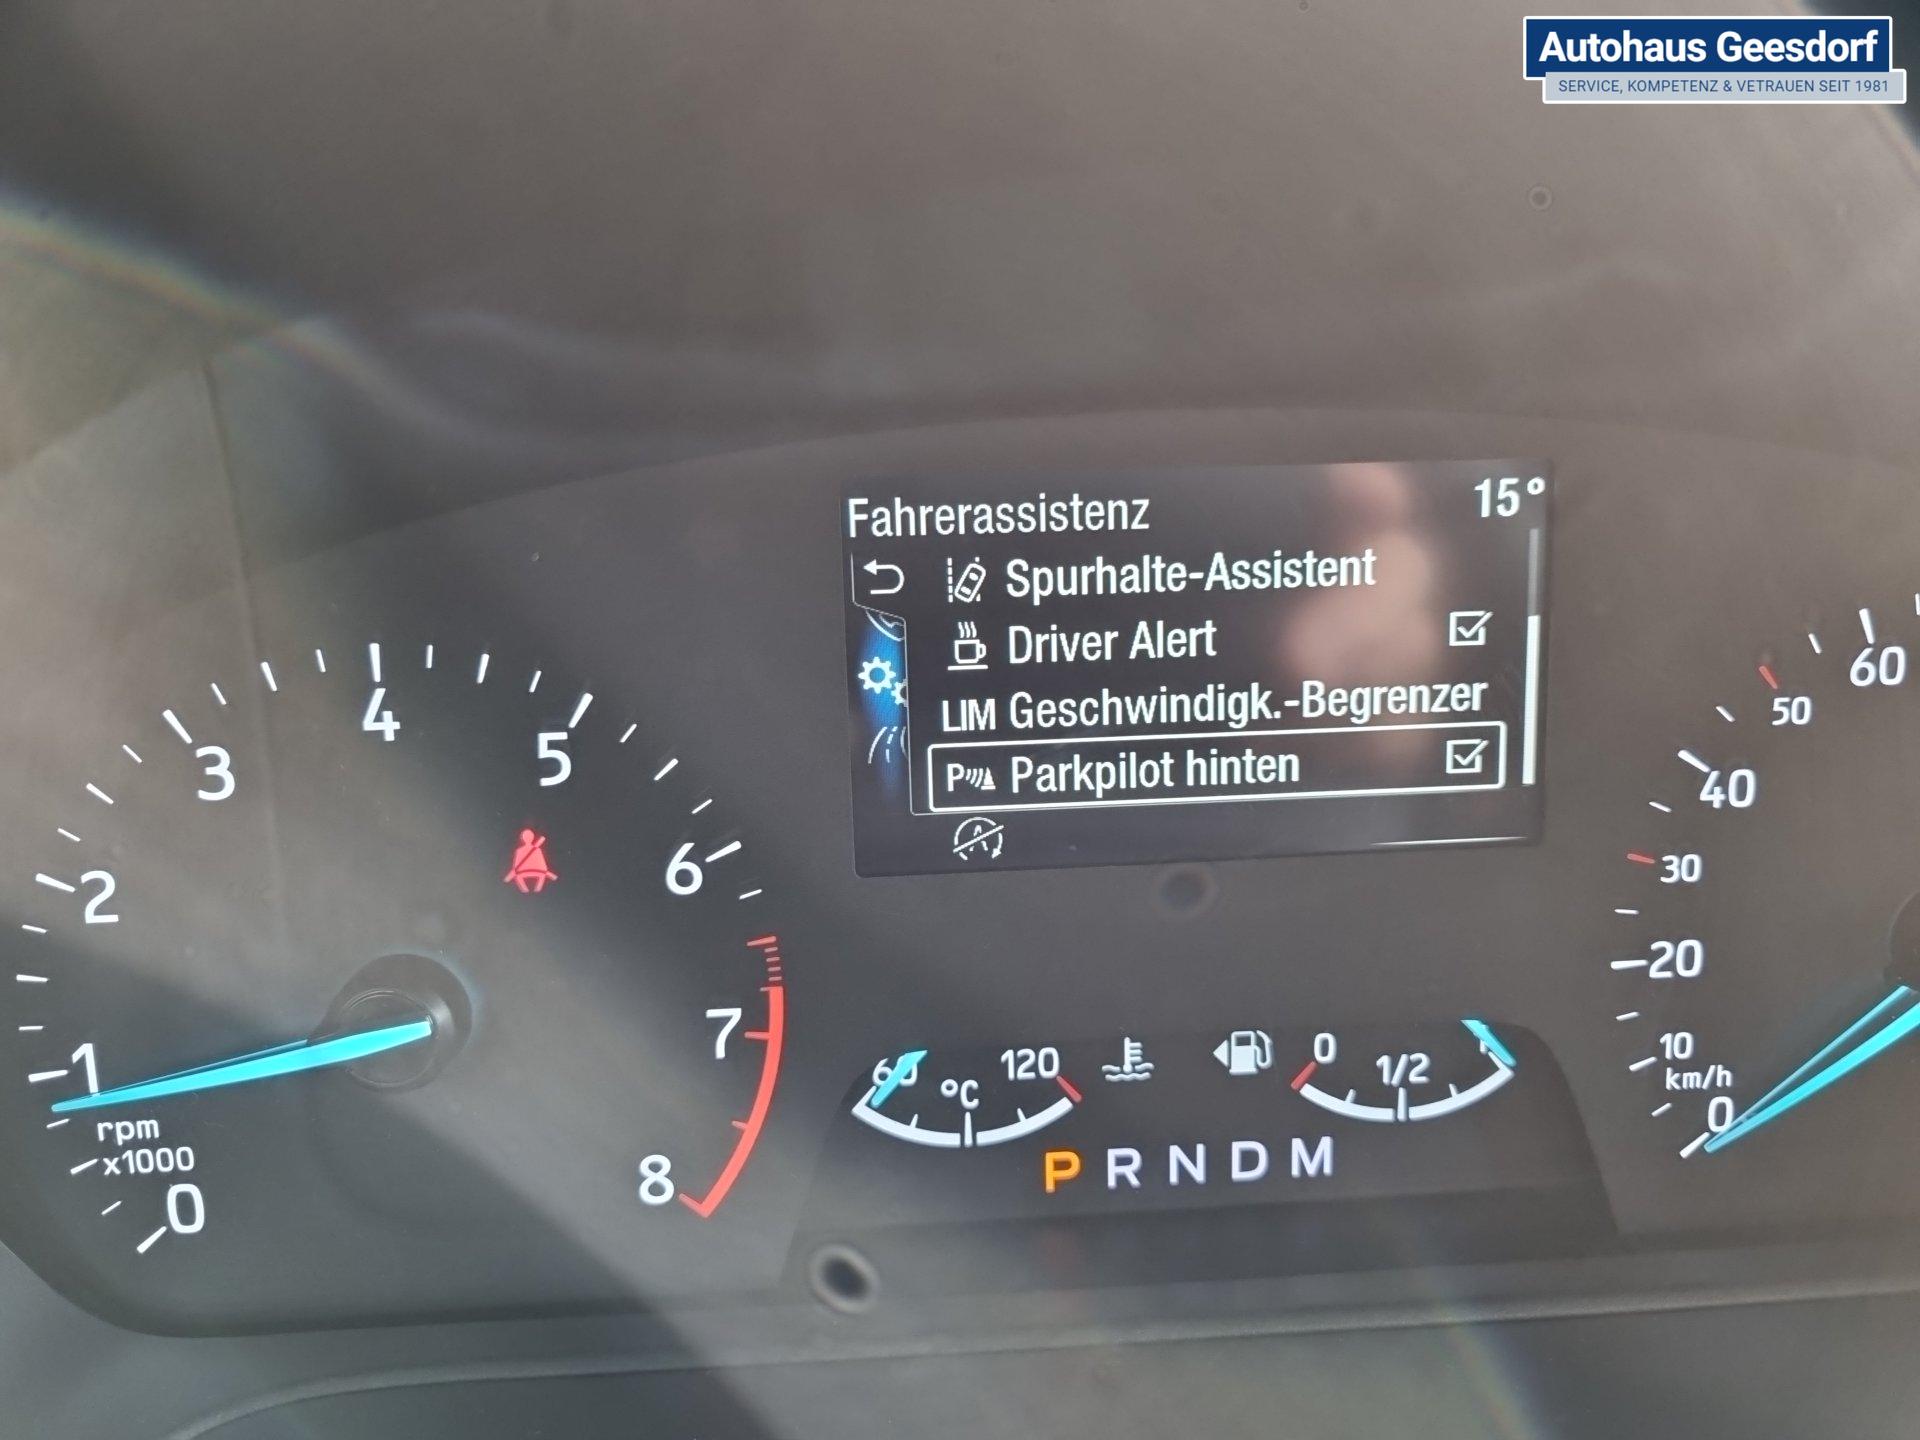 Autohaus Geesdorf
SERVICE, KOMPETENZ & VETRAUEN SEIT 1981
Fahrerassistenz 15°
Spurhalte-Assistent
Driver Alert
LIM Geschwindigk.-Begrenzer
P Parkpilot hinten
0
1
2
3
4
5
6
7
8
rpm
x1000
60 °C 120
0 1/2 1
P R N D M
60
50
40
30
20
10
km/h
0